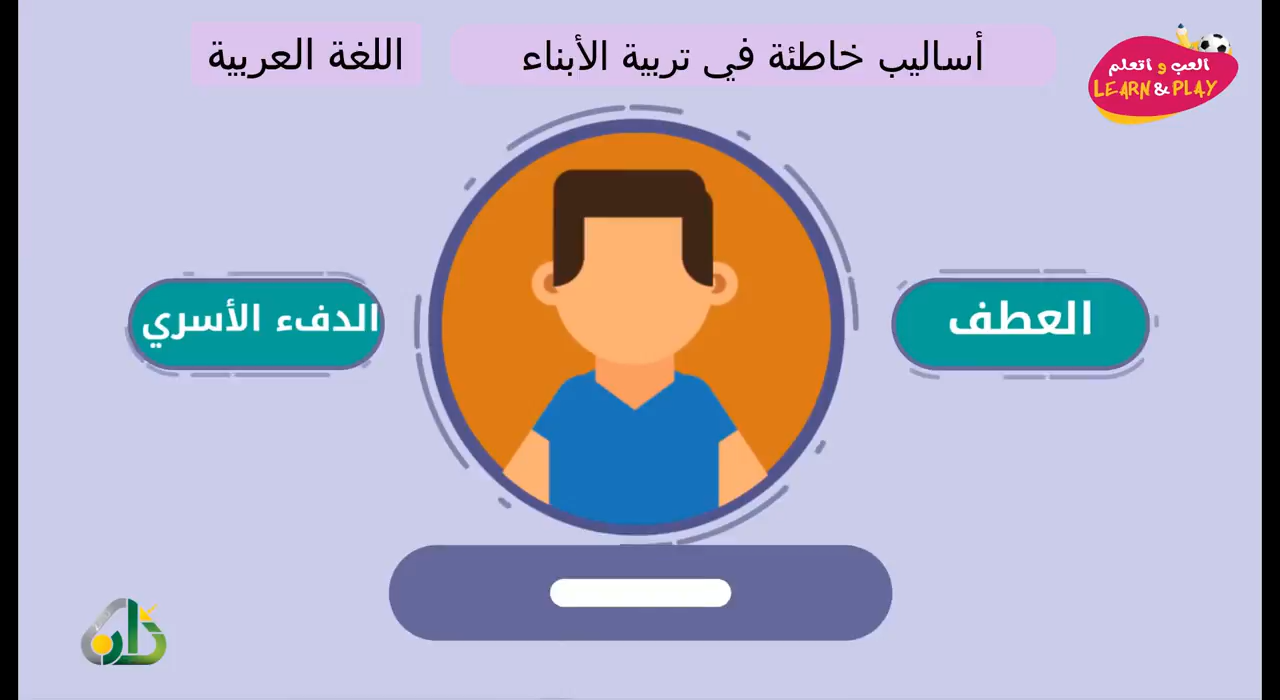 أساليب خاطئة في تربية الأبناء
اللغة العربية
العب و اتعلم
LEARN & PLAY
العطف
الدفء الأسري